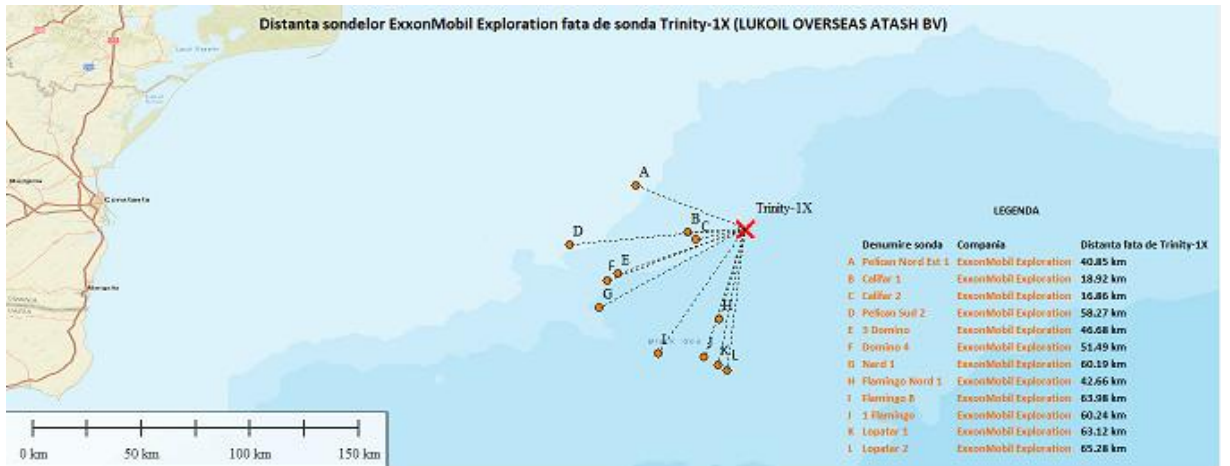 Distanta sondelor ExxonMobil Exploration fata de sonda Trinity-1X (LUKOIL OVERSEAS ATASH BV)
A
Trinity-1X
B
C
D
E
F
G
H
I
J
K
L
Constanta
Mangalia
LEGENDA
Denumire sonda Compania Distanta fata de Trinity-1X
A Pelican Nord Est 1 ExxonMobil Exploration 40.85 km
B Califar 1 ExxonMobil Exploration 18.92 km
C Califar 2 ExxonMobil Exploration 16.86 km
D Pelican Sud 2 ExxonMobil Exploration 58.27 km
E 3 Domino ExxonMobil Exploration 46.68 km
F Domino 4 ExxonMobil Exploration 51.49 km
G Nard 1 ExxonMobil Exploration 60.19 km
H Flamingo Nord 1 ExxonMobil Exploration 42.66 km
I Flamingo 8 ExxonMobil Exploration 63.98 km
J 1 Flamingo ExxonMobil Exploration 60.24 km
K Lopatar 1 ExxonMobil Exploration 63.12 km
L Lopatar 2 ExxonMobil Exploration 65.28 km
0 km 50 km 100 km 150 km